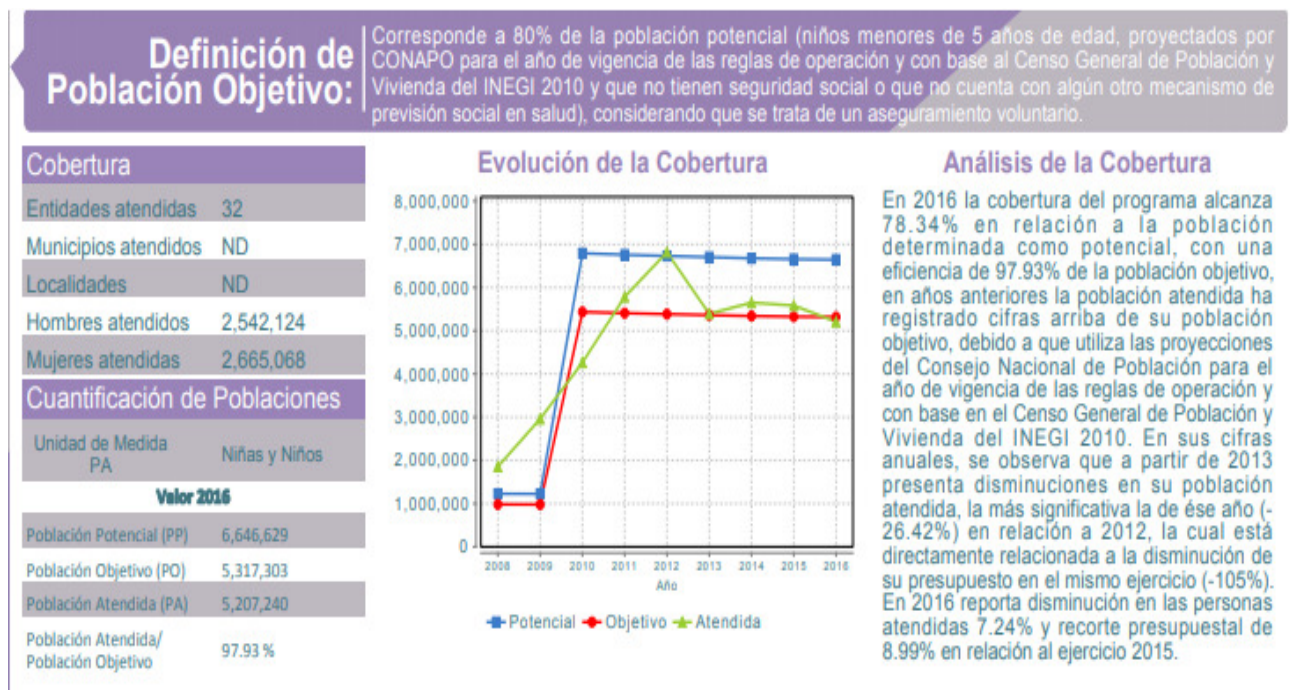 Definición de
Población Objetivo:
Corresponde a 80% de la población potencial (niños menores de 5 años de edad, proyectados por
CONAPO para el año de vigencia de las reglas de operación y con base al Censo General de Población y
Vivienda del INEGI 2010 y que no tienen seguridad social o que no cuenta con algún otro mecanismo de
previsión social en salud), considerando que se trata de un aseguramiento voluntario.
Cobertura
Entidades atendidas 32
Municipios atendidos ND
Localidades ND
Hombres atendidos 2,542,124
Mujeres atendidas 2,665,068
Cuantificación de Poblaciones
Unidad de Medida
PA
Niñas y Niños
Valor 2016
Población Potencial (PP) 6,646,629
Población Objetivo (PO) 5,317,303
Población Atendida (PA) 5,207,240
Población Atendida/
Población Objetivo
97.93 %
Evolución de la Cobertura
8,000,000
7,000,000
6,000,000
5,000,000
4,000,000
3,000,000
2,000,000
1,000,000
0
2008 2009 2010 2011 2012 2013 2014 2015 2016
Año
Potencial Objetivo Atendida
Análisis de la Cobertura
En 2016 la cobertura del programa alcanza
78.34% en relación a la población
determinada como potencial, con una
eficiencia de 97.93% de la población objetivo,
en años anteriores la población atendida ha
registrado cifras arriba de su población
objetivo, debido a que utiliza las proyecciones
del Consejo Nacional de Población para el
año de vigencia de las reglas de operación y
con base en el Censo General de Población y
Vivienda del INEGI 2010. En sus cifras
anuales, se observa que a partir de 2013
presenta disminuciones en su población
atendida, la más significativa la de ése año (-
26.42%) en relación a 2012, la cual está
directamente relacionada a la disminución de
su presupuesto en el mismo ejercicio (-105%).
En 2016 reporta disminución en las personas
atendidas 7.24% y recorte presupuestal de
8.99% en relación al ejercicio 2015.